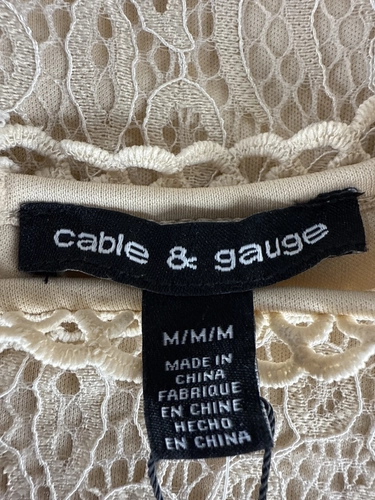 cable & gauge
M/M/M
MADE IN
CHINA
FABRIQUE
EN CHINE
HECHO
EN CHINA